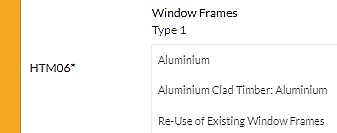 Window Frames
Type 1
HTM06*
Aluminium
Aluminium Clad Timber: Aluminium
Re-Use of Existing Window Frames